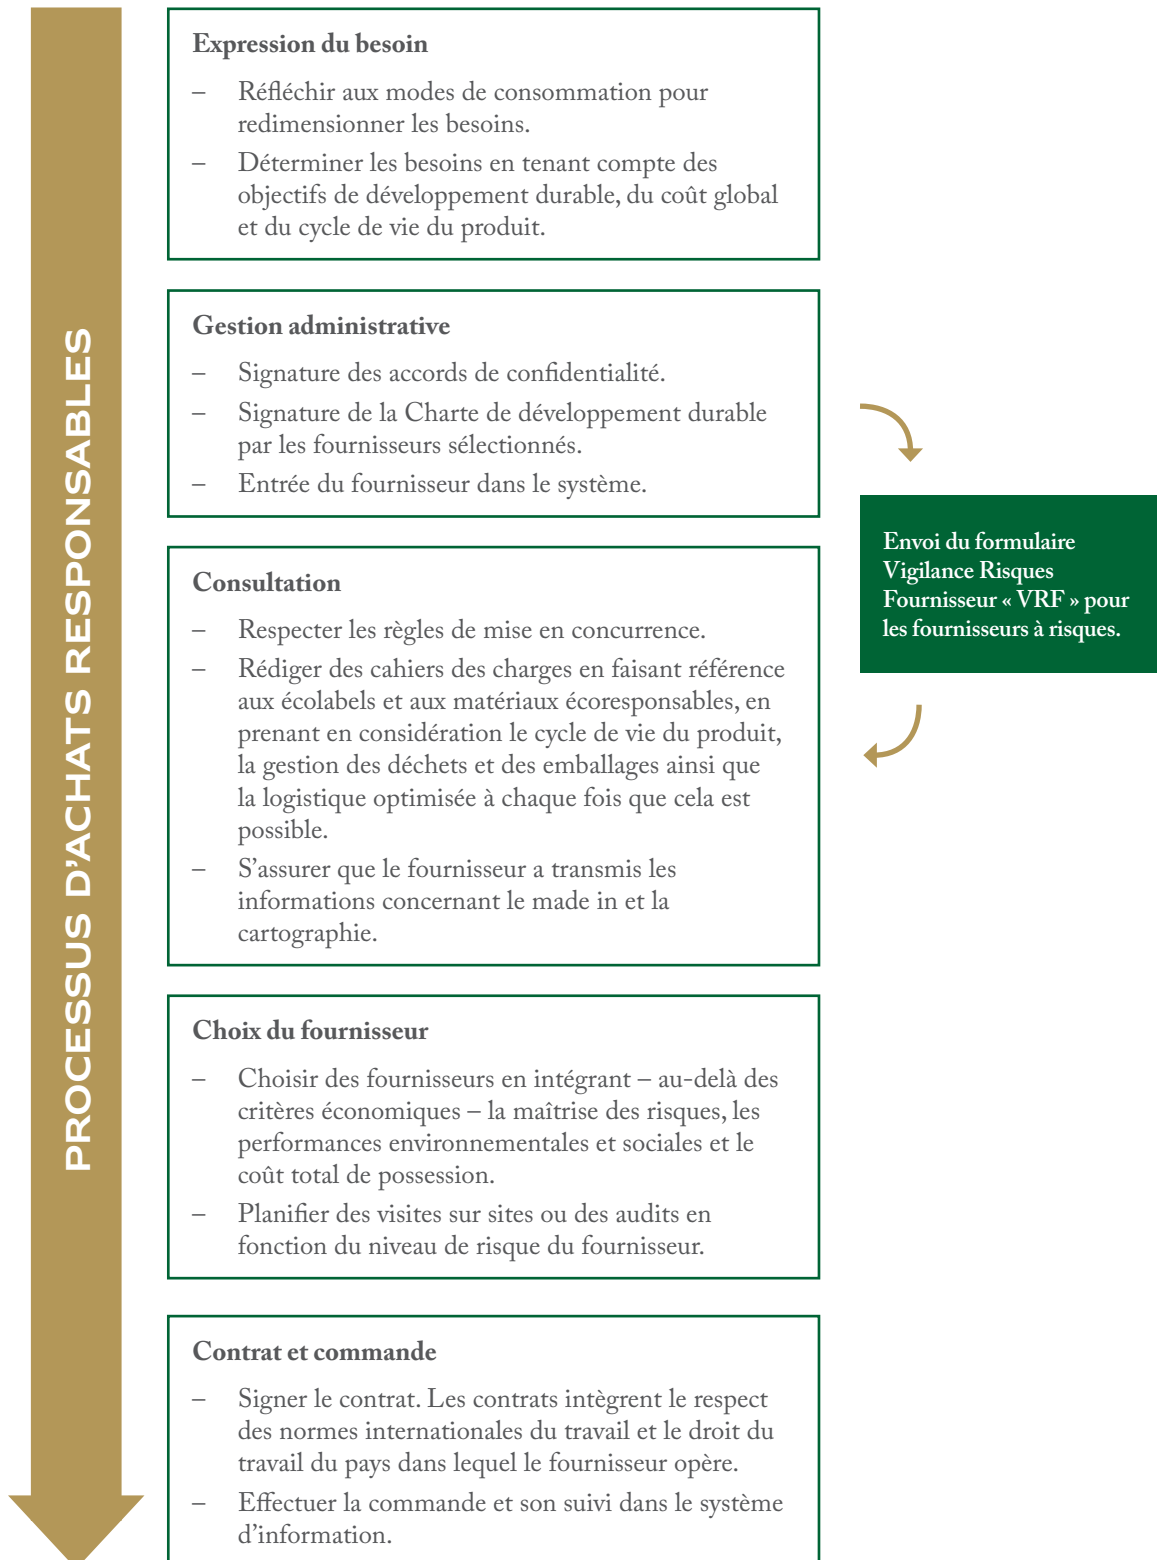 PROCESSUS D’ACHATS RESPONSABLES
Expression du besoin
– Réfléchir aux modes de consommation pour
redimensionner les besoins.
– Déterminer les besoins en tenant compte des
objectifs de développement durable, du coût global
et du cycle de vie du produit.
Gestion administrative
– Signature des accords de confidentialité.
– Signature de la Charte de développement durable
par les fournisseurs sélectionnés.
– Entrée du fournisseur dans le système.
Envoi du formulaire
Vigilance Risques
Fournisseur « VRF » pour
les fournisseurs à risques.
Consultation
– Respecter les règles de mise en concurrence.
– Rédiger des cahiers des charges en faisant référence
aux écolabels et aux matériaux écoresponsables, en
prenant en considération le cycle de vie du produit,
la gestion des déchets et des emballages ainsi que
la logistique optimisée à chaque fois que cela est
possible.
– S’assurer que le fournisseur a transmis les
informations concernant le made in et la
cartographie.
Choix du fournisseur
– Choisir des fournisseurs en intégrant – au-delà des
critères économiques – la maîtrise des risques, les
performances environnementales et sociales et le
coût total de possession.
– Planifier des visites sur sites ou des audits en
fonction du niveau de risque du fournisseur.
Contrat et commande
– Signer le contrat. Les contrats intègrent le respect
des normes internationales du travail et le droit du
travail du pays dans lequel le fournisseur opère.
– Effectuer la commande et son suivi dans le système
d’information.